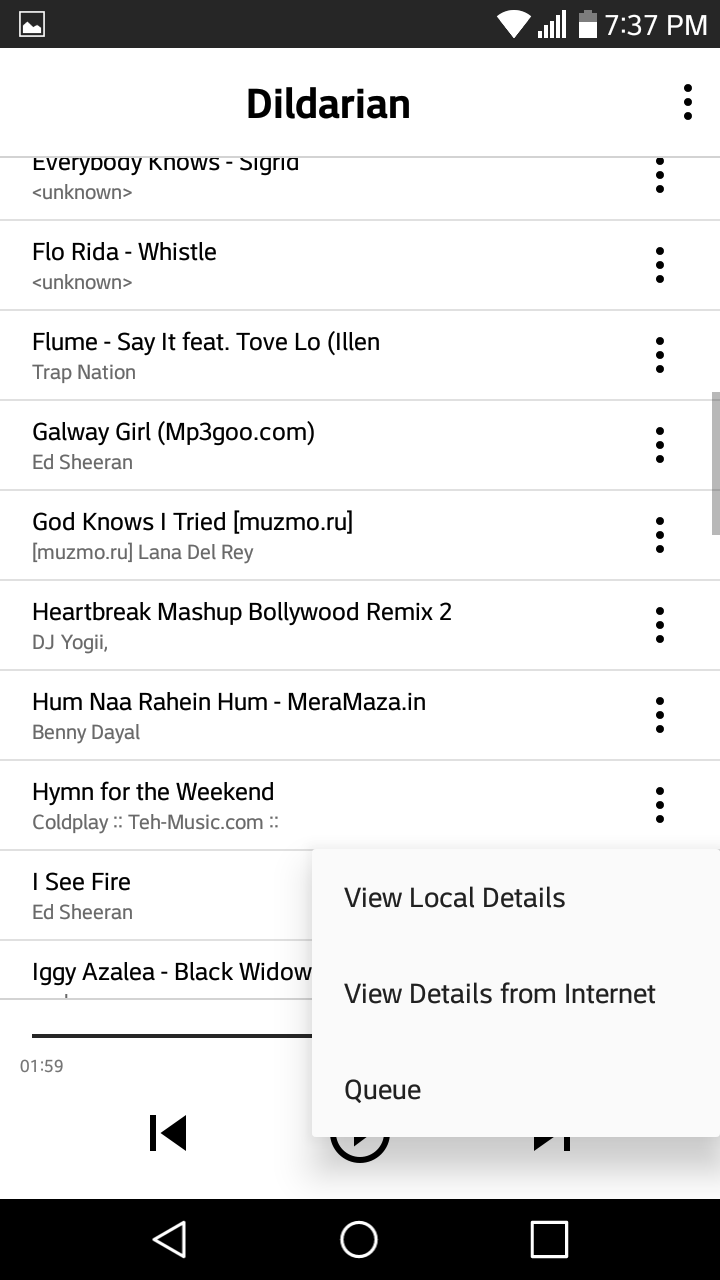 7:37 PM
Dildarian
Everybody Knows - Sigrid
<unknown>
Flo Rida - Whistle
<unknown>
Flume - Say It feat. Tove Lo (Illen
Trap Nation
Galway Girl (Mp3goo.com)
Ed Sheeran
God Knows I Tried [muzmo.ru]
[muzmo.ru] Lana Del Rey
Heartbreak Mashup Bollywood Remix 2
DJ Yogii,
Hum Naa Rahein Hum - MeraMaza.in
Benny Dayal
Hymn for the Weekend
Coldplay :: Teh-Music.com ::
I See Fire
Ed Sheeran
Iggy Azalea - Black Widow
View Local Details
View Details from Internet
Queue
01:59